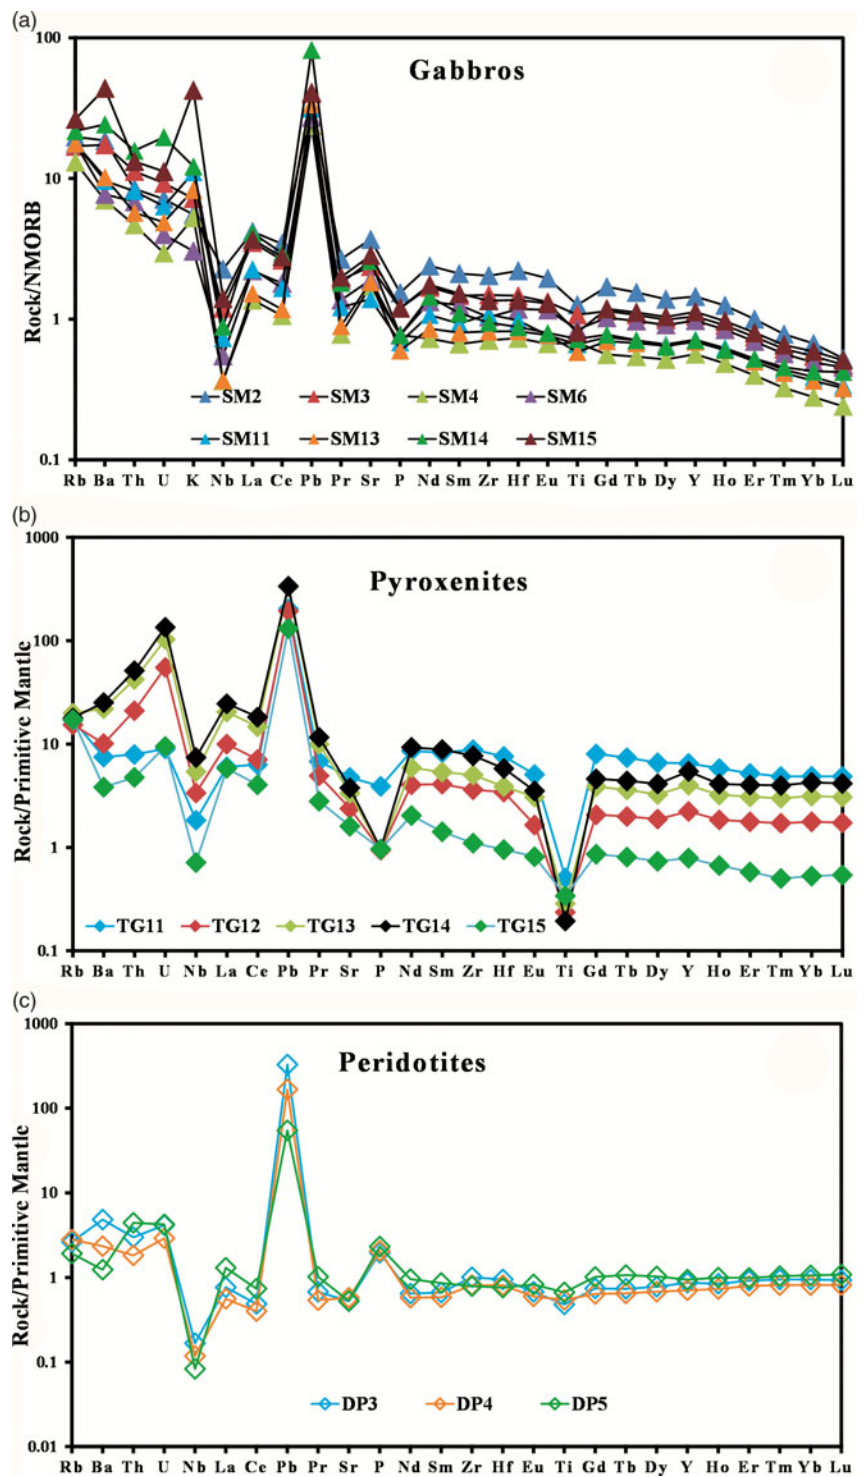 (a)
100
Gabbros
10
Rock/NMORB
1
SM2 SM3 SM4 SM6
SM11 SM13 SM14 SM15
0.1
Rb Ba Th U K Nb La Ce Pb Pr Sr P Nd Sm Zr Hf Eu Ti Gd Tb Dy Y Ho Er Tm Yb Lu
(b)
1000
Pyroxenites
100
Rock/Primitive Mantle
10
1
TG11 TG12 TG13 TG14 TG15
0.1
Rb Ba Th U Nb La Ce Pb Pr Sr P Nd Sm Zr Hf Eu Ti Gd Tb Dy Y Ho Er Tm Yb Lu
(c)
1000
Peridotites
100
Rock/Primitive Mantle
10
1
0.1
DP3 DP4 DP5
0.01
Rb Ba Th U Nb La Ce Pb Pr Sr P Nd Sm Zr Hf Eu Ti Gd Tb Dy Y Ho Er Tm Yb Lu